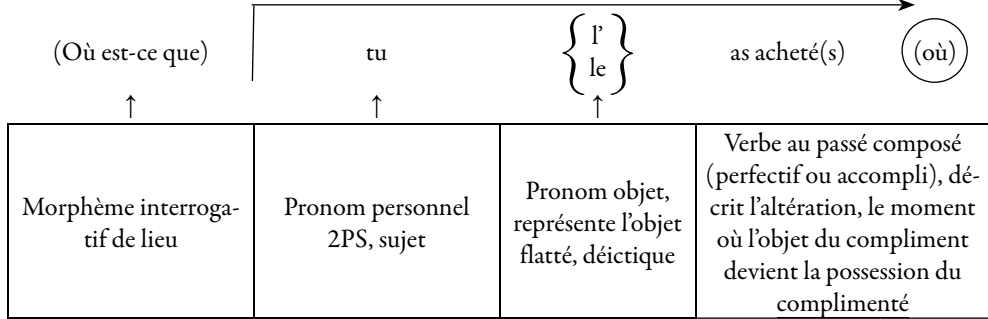 (Où est-ce que) tu { l' le } as acheté(s) (où)
↑ ↑ ↑
Morphème interroga-
tif de lieu
Pronom personnel
2PS, sujet
Pronom objet,
représente l'objet
flatté, déictique
Verbe au passé composé
(perfectif ou accompli), dé-
crit l'altération, le moment
où l'objet du compliment
devient la possession du
complimenté